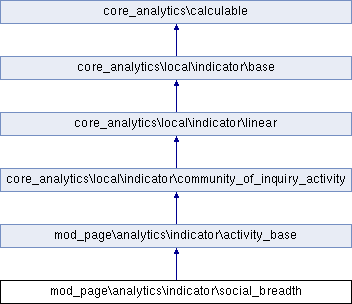 core_analytics\calculable
core_analytics\local\indicator\base
core_analytics\local\indicator\linear
core_analytics\local\indicator\community_of_inquiry_activity
mod_page\analytics\indicator\activity_base
mod_page\analytics\indicator\social_breadth